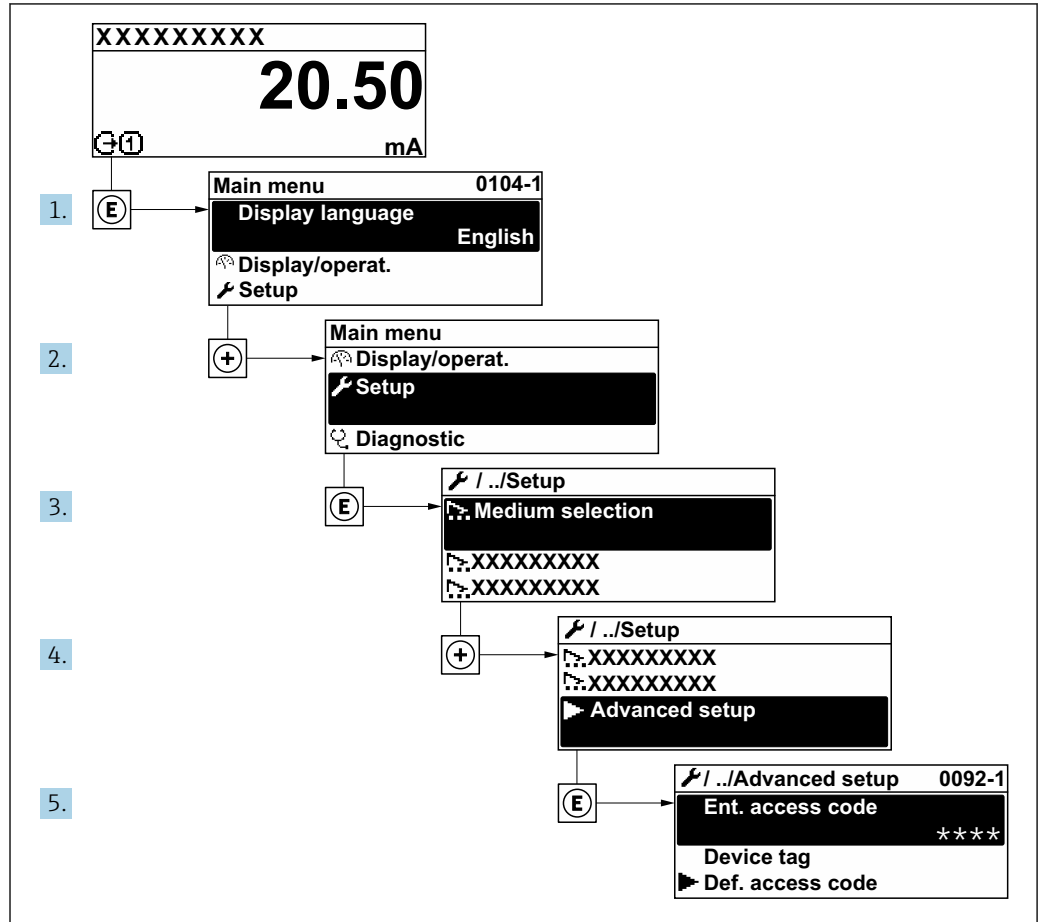 XXXXXXXXX
20.50
1 mA
1. E
Main menu 0104-1
Display language
English
Display/operat.
Setup
2. +
Main menu
Display/operat.
Setup
Diagnostic
3. E
/ ../Setup
Medium selection
XXXXXXXXX
XXXXXXXXX
4. +
/ ../Setup
XXXXXXXXX
XXXXXXXXX
Advanced setup
5. E
/ ../Advanced setup 0092-1
Ent. access code
****
Device tag
Def. access code